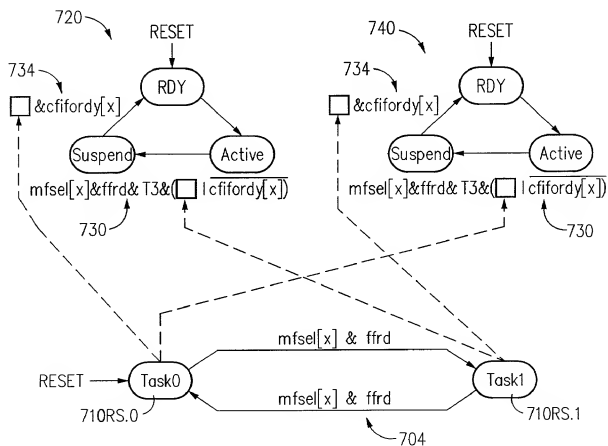 720
RESET
740
RESET
734
RDY
734
RDY
&cfifordy[x]
&cfifordy[x]
Suspend
Active
Suspend
Active
mfsel[x]&ffrd& T3&( | cfifordy[x])
mfsel[x]&ffrd& T3&( | cfifordy[x])
730
730
mfsel[x] & ffrd
RESET
Task0
Task1
mfsel[x] & ffrd
710RS.0
704
710RS.1